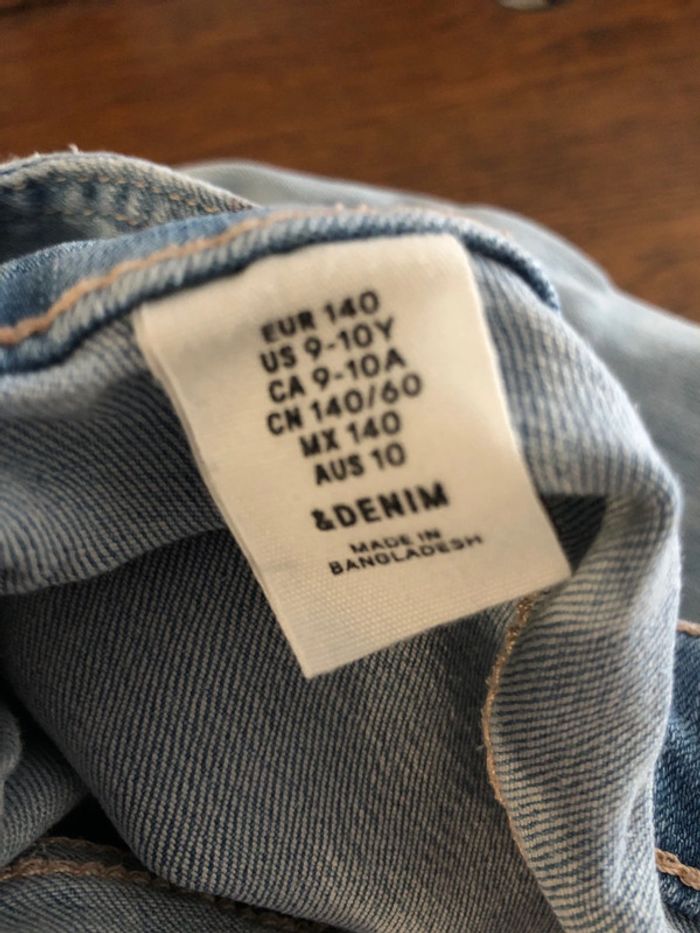 EUR 140
US 9-10Y
CA 9-10A
CN 140/60
MX 140
AUS 10
&DENIM
MADE IN
BANGLADESH